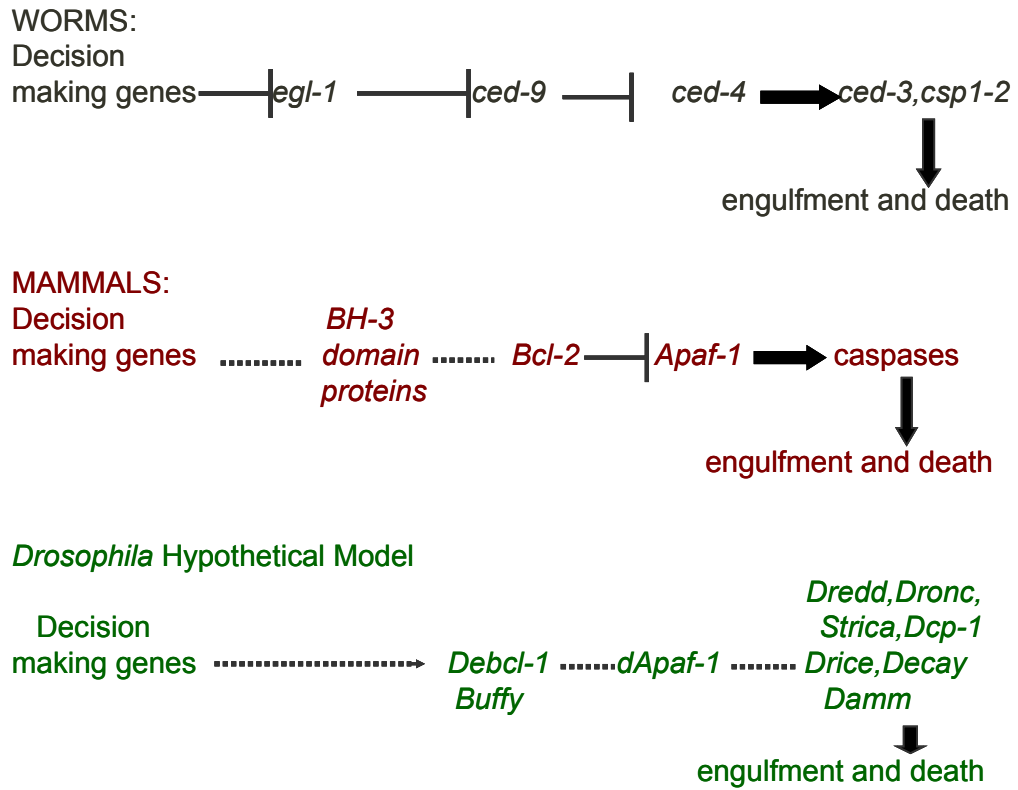 WORMS:
Decision
making genes egl-1 ced-9 ced-4 ced-3,csp1-2
engulfment and death
MAMMALS:
Decision BH-3
making genes domain Bcl-2 Apaf-1 caspases
proteins
engulfment and death
Drosophila Hypothetical Model
Dredd,Dronc,
Decision Strica,Dcp-1
making genes Debcl-1 dApaf-1 Drice,Decay
Buffy Damm
engulfment and death